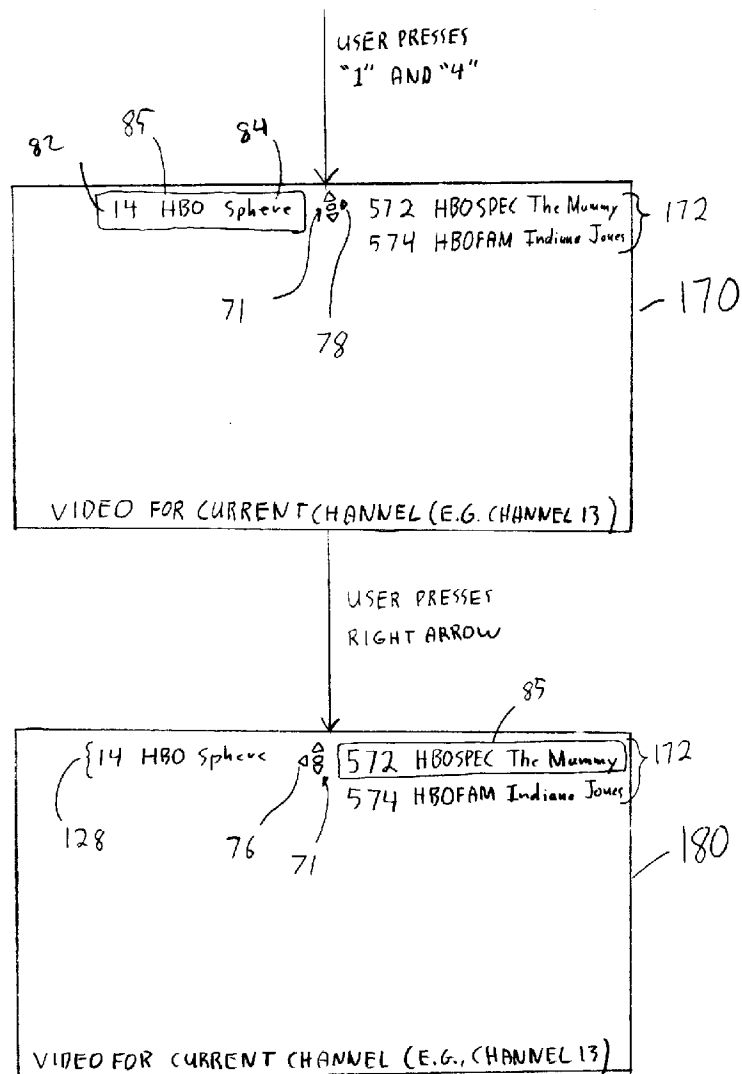 USER PRESSES
"1" AND "4"
85
84
82
14 HBO Sphere
572 HBOSPEC The Mummy
172
574 HBOFAM Indiana Jones
71
78
170
VIDEO FOR CURRENT CHANNEL (E.G. CHANNEL 13)
USER PRESSES
RIGHT ARROW
85
14 HBO Sphere
572 HBOSPEC The Mummy
172
574 HBOFAM Indiana Jones
128
76
71
180
VIDEO FOR CURRENT CHANNEL (E.G., CHANNEL 13)